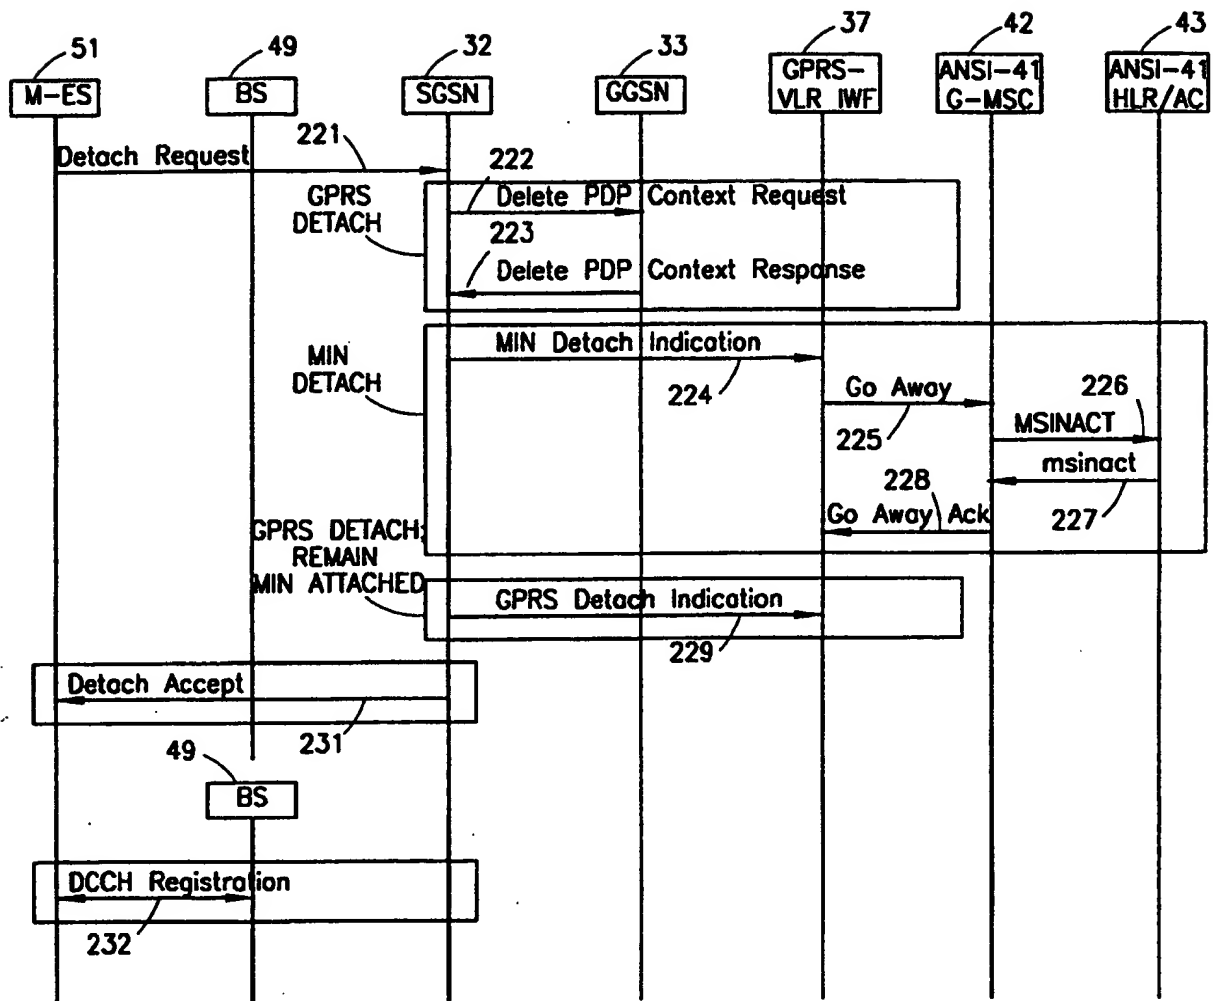 51
49
32
33
37
42
43
M-ES
BS
SGSN
GGSN
GPRS-
VLR IWF
ANSI-41
G-MSC
ANSI-41
HLR/AC
Detach Request
221
222
GPRS
DETACH
Delete PDP Context Request
223
Delete PDP Context Response
MIN
DETACH
MIN Detach Indication
224
Go Away
225
226
MSINACT
msinact
227
228
Go Away Ack
GPRS DETACH;
REMAIN
MIN ATTACHED
GPRS Detach Indication
229
Detach Accept
231
49
BS
DCCH Registration
232